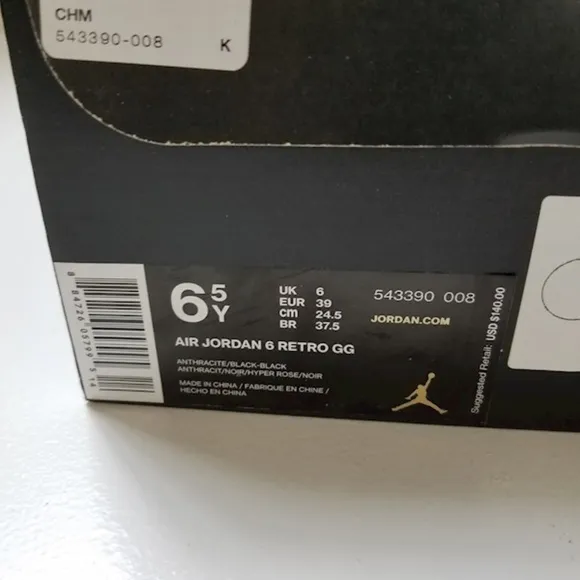 CHM
543390-008 K
6 5 Y
UK 6
EUR 39
cm 24.5
BR 37.5
543390 008
JORDAN.COM
AIR JORDAN 6 RETRO GG
ANTHRACITE/BLACK-BLACK
ANTHRACIT/NOIR/HYPER ROSE/NOIR
MADE IN CHINA / FABRIQUE EN CHINE /
HECHO EN CHINA
Suggested Retail: USD $140.00